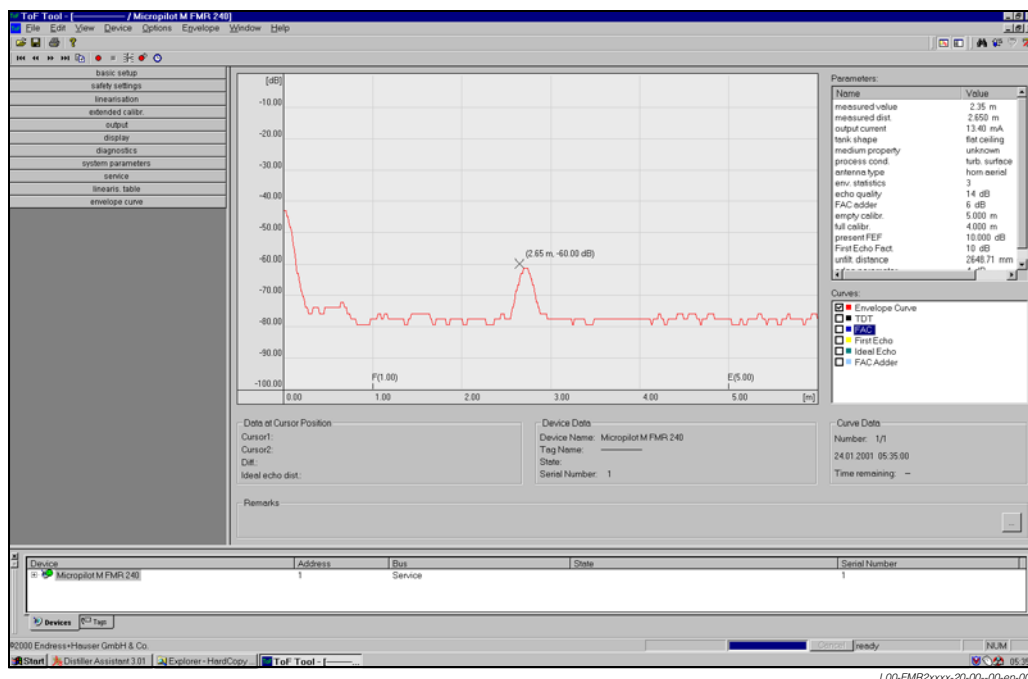 ToF Tool - [ / Micropilot M FMR 240]
File Edit View Device Options Envelope Window Help
basic setup
safety settings
linearisation
extended calibr.
output
display
diagnostics
system parameters
service
linearis. table
envelope curve
[dB]
-10.00
-20.00
-30.00
-40.00
-50.00
-60.00
-70.00
-80.00
-90.00
-100.00
(2.65 m, -60.00 dB)
F(1.00)
E(5.00)
0.00 1.00 2.00 3.00 4.00 5.00 [m]
Parameters:
Name Value
measured value 2.35 m
measured dist. 2.650 m
output current 13.40 mA
tank shape flat ceiling
medium property unknown
process cond. turb. surface
antenna type horn aerial
env. statistics 3
echo quality 14 dB
FAC adder 6 dB
empty calibr. 5.000 m
full calibr. 4.000 m
present FEF 10.000 dB
First Echo Fact. 10 dB
unfilt. distance 2648.71 mm
Curves:
Envelope Curve
TDT
FAC
First Echo
Ideal Echo
FAC Adder
Data at Cursor Position
Cursor1:
Cursor2:
Diff.:
Ideal echo dist.:
Device Data
Device Name: Micropilot M FMR 240
Tag Name:
State:
Serial Number: 1
Curve Data
Number: 1/1
24.01.2001 05:35:00
Time remaining: –
Remarks
...
Device Address Bus State Serial Number
Micropilot M FMR 240 1 Service 1
Devices Tags
©2000 Endress+Hauser GmbH & Co.
Cancel ready NUM
Start Distiller Assistant 3.01 Explorer - HardCopy... ToF Tool - [ ... 05:35
L00-FMR2xxxx-20-00--00-en-00